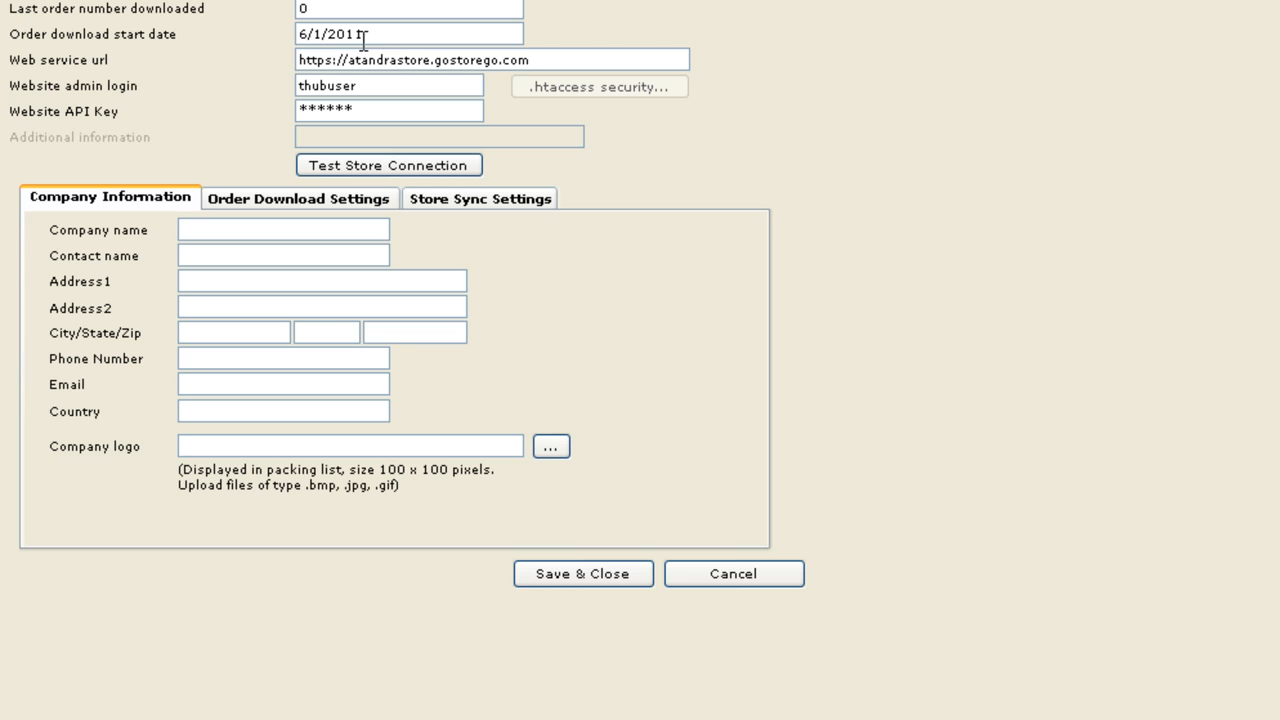 Last order number downloaded 0
Order download start date 6/1/2011
Web service url https://atandrastore.gostorego.com
Website admin login thubuser .htaccess security...
Website API Key ******
Additional information
Test Store Connection
Company Information Order Download Settings Store Sync Settings
Company name
Contact name
Address1
Address2
City/State/Zip
Phone Number
Email
Country
Company logo ...
(Displayed in packing list, size 100 x 100 pixels.
Upload files of type .bmp, .jpg, .gif)
Save & Close Cancel